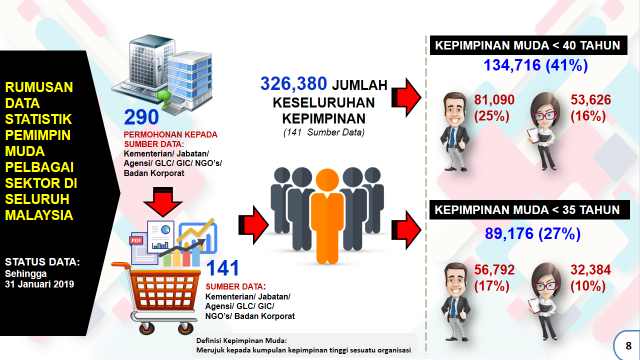 RUMUSAN
DATA
STATISTIK
PEMIMPIN
MUDA
PELBAGAI
SEKTOR DI
SELURUH
MALAYSIA
STATUS DATA:
Sehingga
31 Januari 2019
290
PERMOHONAN KEPADA
SUMBER DATA:
Kementerian/ Jabatan/
Agensi/ GLC/ GIC/ NGO's/
Badan Korporat
PDF
141
SUMBER DATA:
Kementerian/ Jabatan/
Agensi/ GLC/ GIC/
NGO's/ Badan Korporat
326,380 JUMLAH
KESELURUHAN
KEPIMPINAN
(141 Sumber Data)
KEPIMPINAN MUDA < 40 TAHUN
134,716 (41%)
81,090
(25%)
53,626
(16%)
KEPIMPINAN MUDA < 35 TAHUN
89,176 (27%)
56,792
(17%)
32,384
(10%)
Definisi Kepimpinan Muda:
Merujuk kepada kumpulan kepimpinan tinggi sesuatu organisasi
8